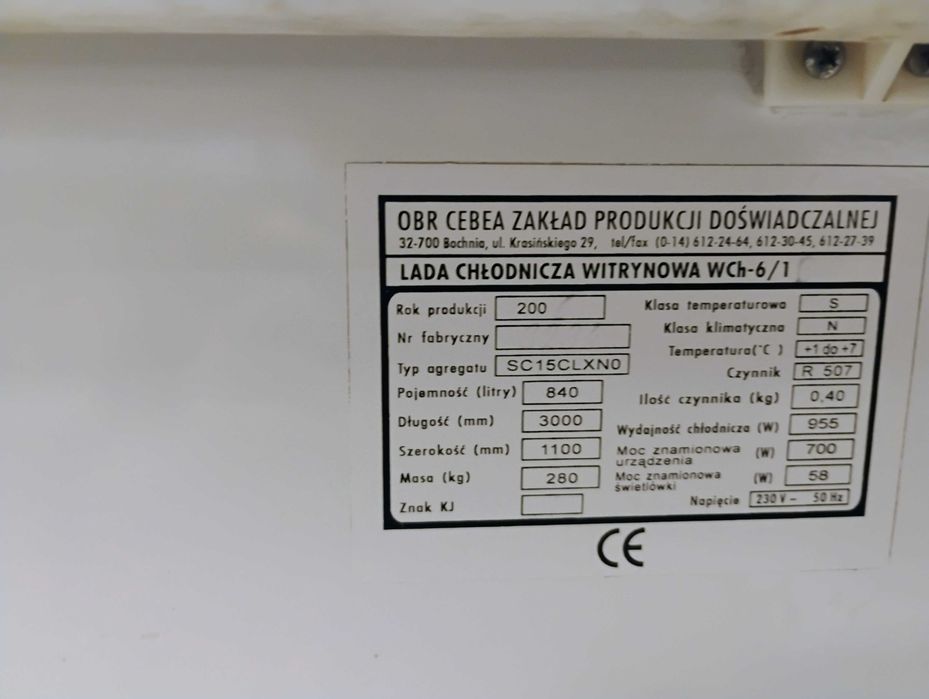 OBR CEBEA ZAKŁAD PRODUKCJI DOŚWIADCZALNEJ
32-700 Bochnia, ul. Krasińskiego 29, tel/fax (0-14) 612-24-64, 612-30-45, 612-27-39
LADA CHŁODNICZA WITRYNOWA WCh-6/1
Rok produkcji 200
Nr fabryczny
Typ agregatu SC15CLXN0
Pojemność (litry) 840
Długość (mm) 3000
Szerokość (mm) 1100
Masa (kg) 280
Znak KJ
Klasa temperaturowa S
Klasa klimatyczna N
Temperatura(°C ) +1 do +7
Czynnik R 507
Ilość czynnika (kg) 0,40
Wydajność chłodnicza (W) 955
Moc znamionowa urządzenia (W) 700
Moc znamionowa świetlówki (W) 58
Napięcie 230 V ~ 50 Hz
CE